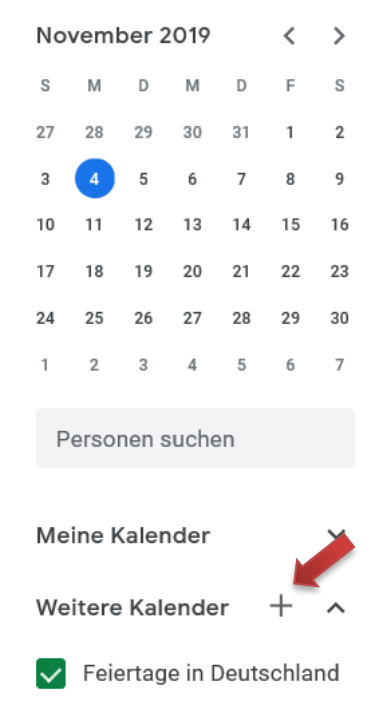 November 2019
S M D M D F S
27 28 29 30 31 1 2
3 4 5 6 7 8 9
10 11 12 13 14 15 16
17 18 19 20 21 22 23
24 25 26 27 28 29 30
1 2 3 4 5 6 7
Personen suchen
Meine Kalender
Weitere Kalender
Feiertage in Deutschland